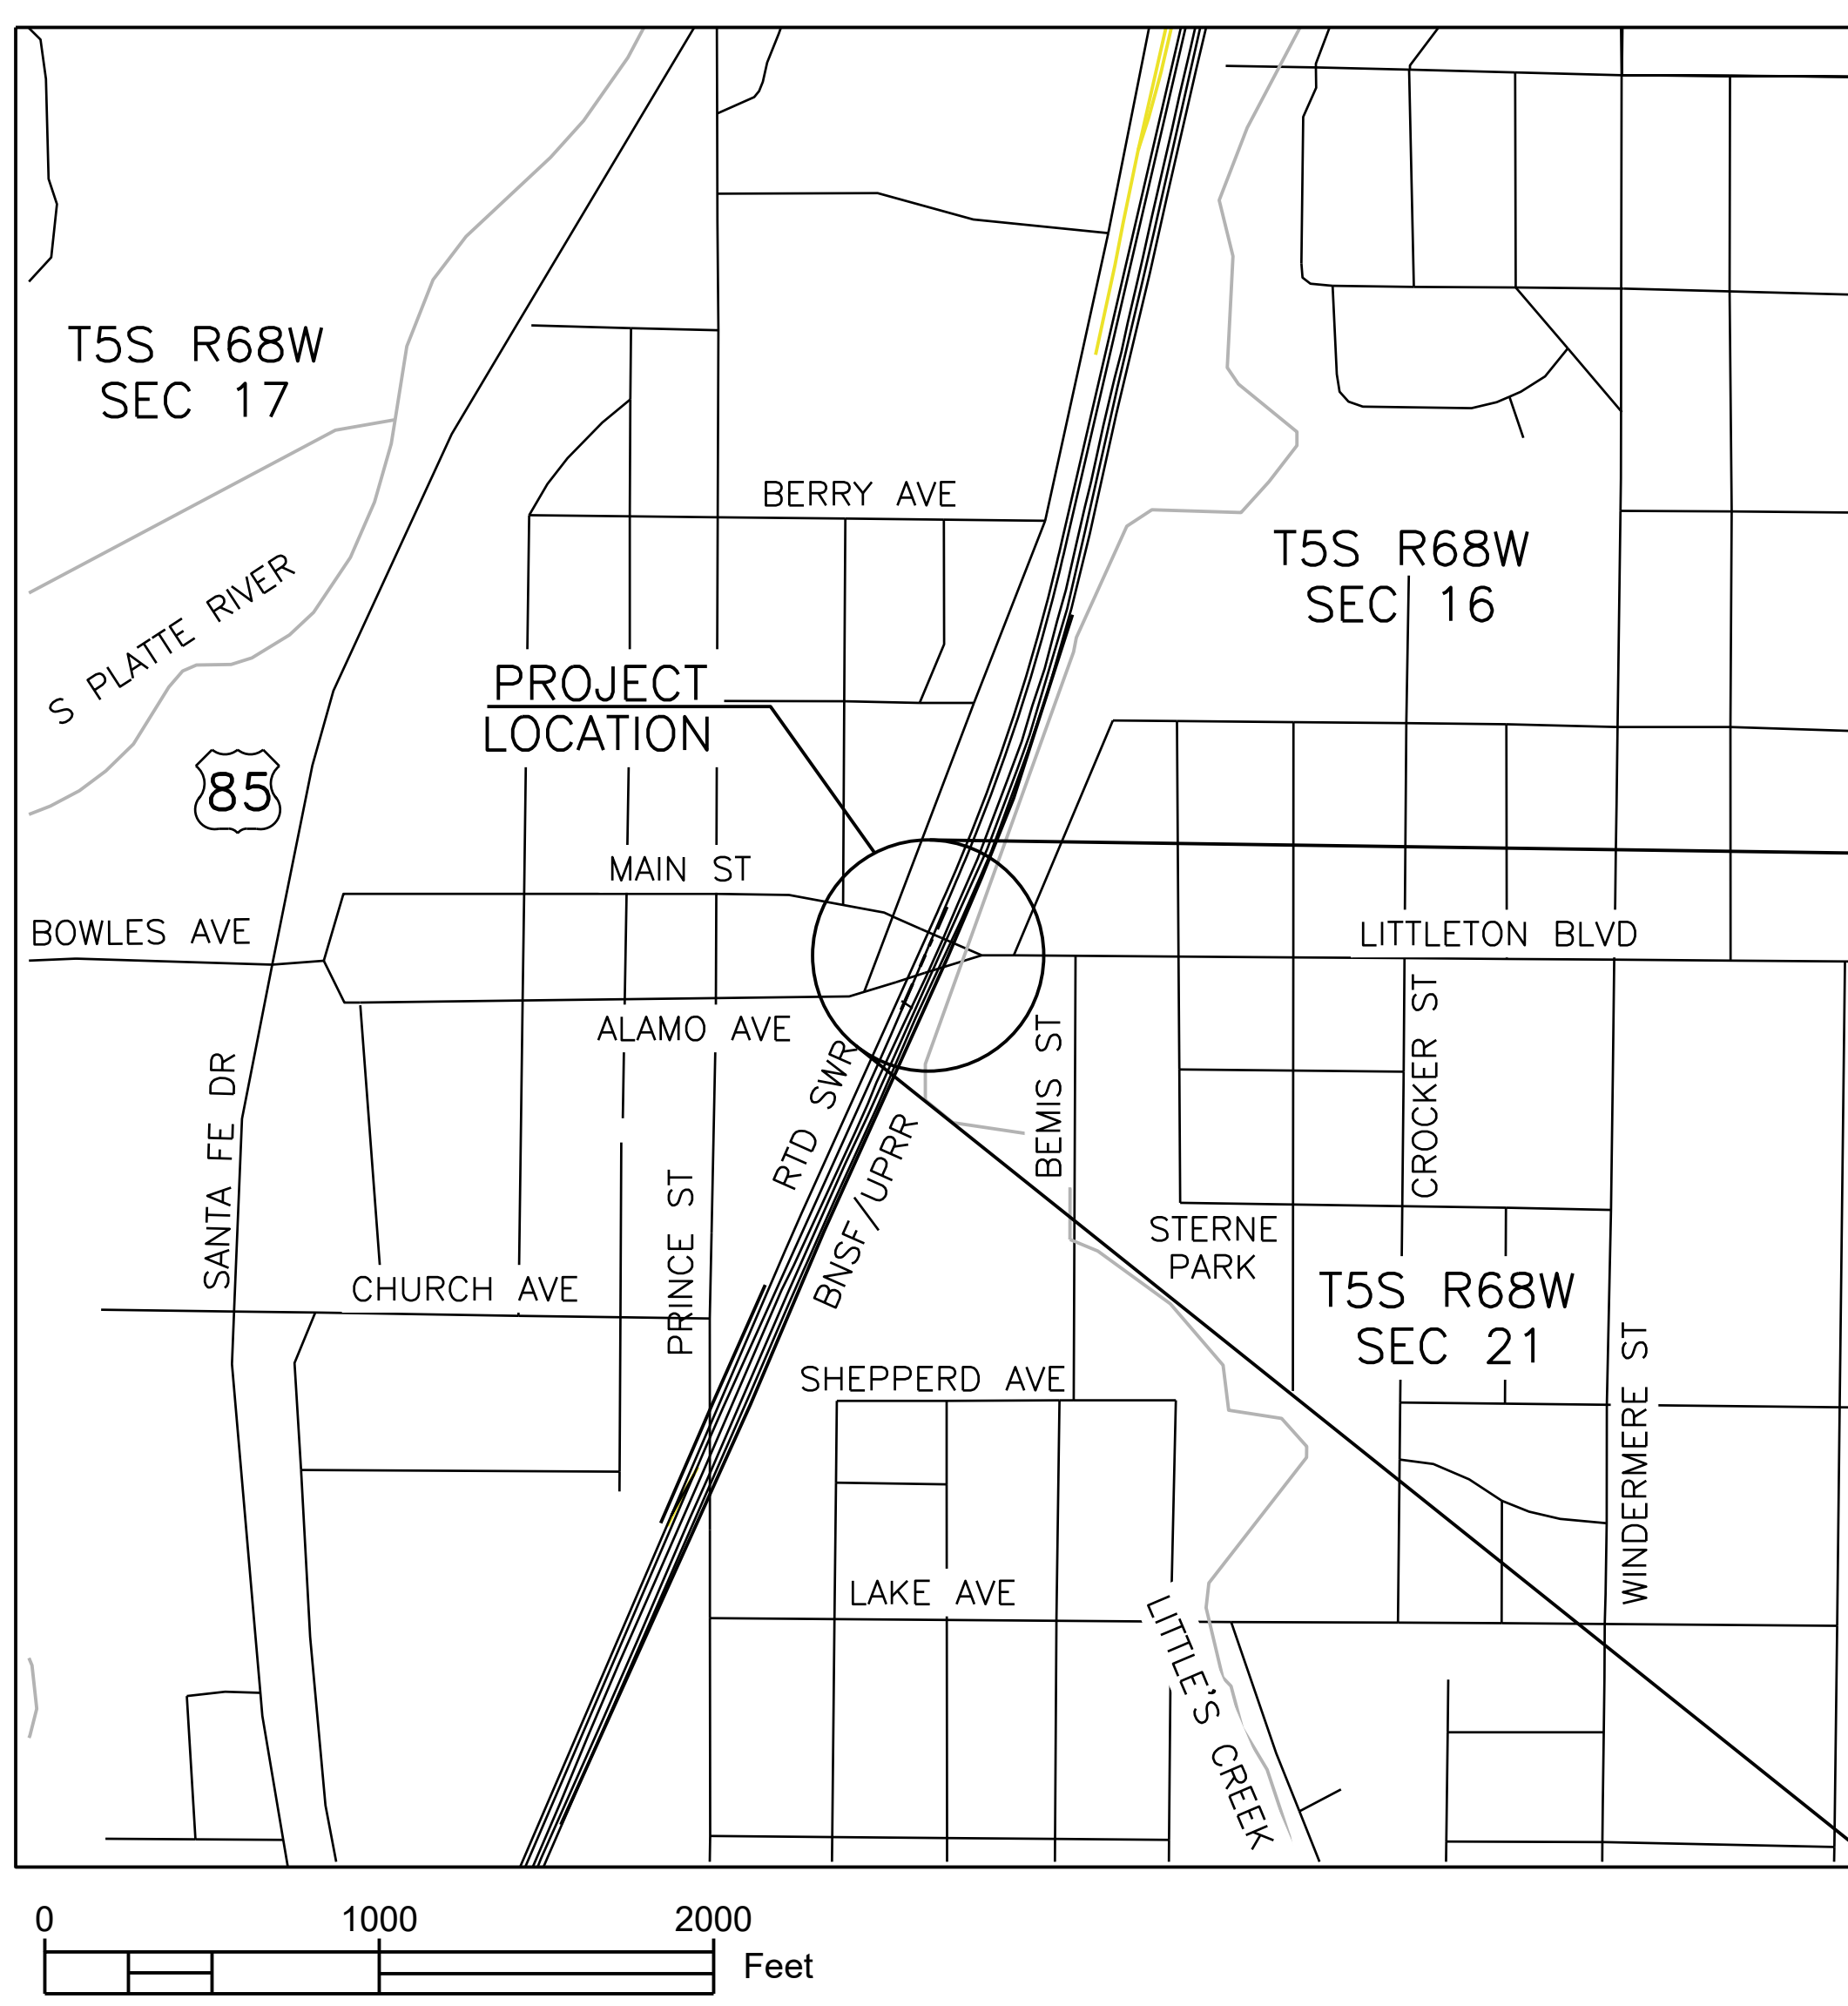 T5S R68W
SEC 17
BERRY AVE
T5S R68W
SEC 16
S PLATTE RIVER
PROJECT
LOCATION
85
MAIN ST
BOWLES AVE
LITTLETON BLVD
ALAMO AVE
SANTA FE DR
RTD SWR
BNSF/UPRR
BEMIS ST
CROCKER ST
PRINCE ST
STERNE
PARK
CHURCH AVE
T5S R68W
SEC 21
SHEPPERD AVE
WINDERMERE ST
LAKE AVE
LITTLE'S CREEK
0 1000 2000
Feet